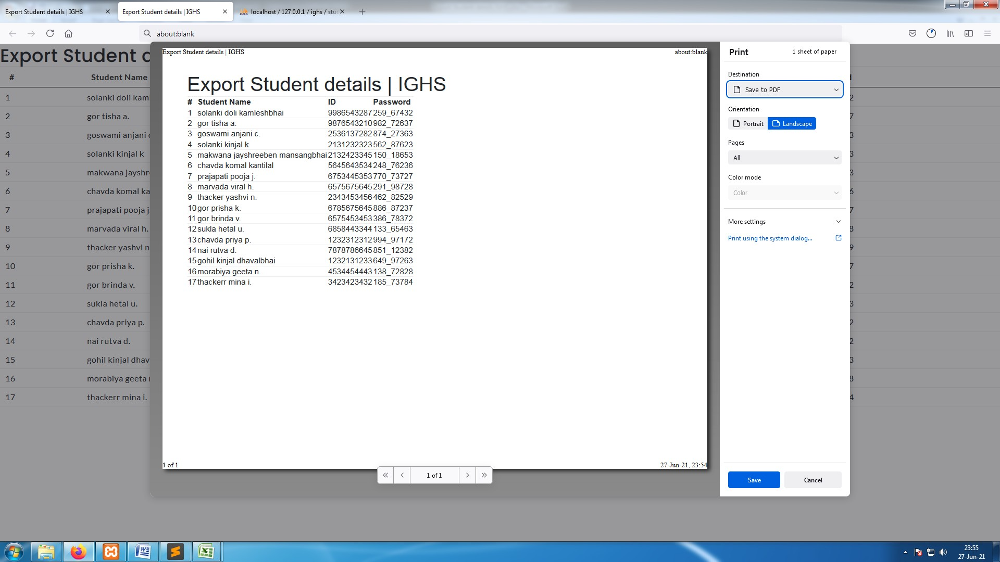 Export Student details | IGHS
Export Student details | IGHS
localhost / 127.0.0.1 / ighs / stu
about:blank
Export Student d
# Student Name
1 solanki doli kam
2 gor tisha a.
3 goswami anjani c
4 solanki kinjal k
5 makwana jayshr
6 chavda komal ka
7 prajapati pooja j
8 marvada viral h.
9 thacker yashvi n
10 gor prisha k.
11 gor brinda v.
12 sukla hetal u.
13 chavda priya p.
14 nai rutva d.
15 gohil kinjal dhav
16 morabiya geeta
17 thackerr mina i.
Export Student details | IGHS about:blank
Export Student details | IGHS
# Student Name ID Password
1 solanki doli kamleshbhai 9986543287 259_67432
2 gor tisha a. 9876543210 982_72637
3 goswami anjani c. 2536137282 874_27363
4 solanki kinjal k 2131232323 562_87623
5 makwana jayshreeben mansangbhai 2132423345 150_18653
6 chavda komal kantilal 5645643534 248_76236
7 prajapati pooja j. 6753445353 770_73727
8 marvada viral h. 6575675645 291_98728
9 thacker yashvi n. 2343453456 462_82529
10 gor prisha k. 6785675645 886_87237
11 gor brinda v. 6575453453 386_78372
12 sukla hetal u. 6858443344 133_65463
13 chavda priya p. 1232312312 994_97172
14 nai rutva d. 7878786645 851_12382
15 gohil kinjal dhavalbhai 1232131233 649_97263
16 morabiya geeta n. 4534454443 138_72828
17 thackerr mina i. 3423423432 185_73784
1 of 1 27-Jun-21, 23:54
1 of 1
Print 1 sheet of paper
Destination
Save to PDF
Orientation
Portrait Landscape
Pages
All
Color mode
Color
More settings
Print using the system dialog...
Save Cancel
2
7
3
3
3
6
7
8
9
7
2
3
2
2
3
8
4
23:55
27-Jun-21